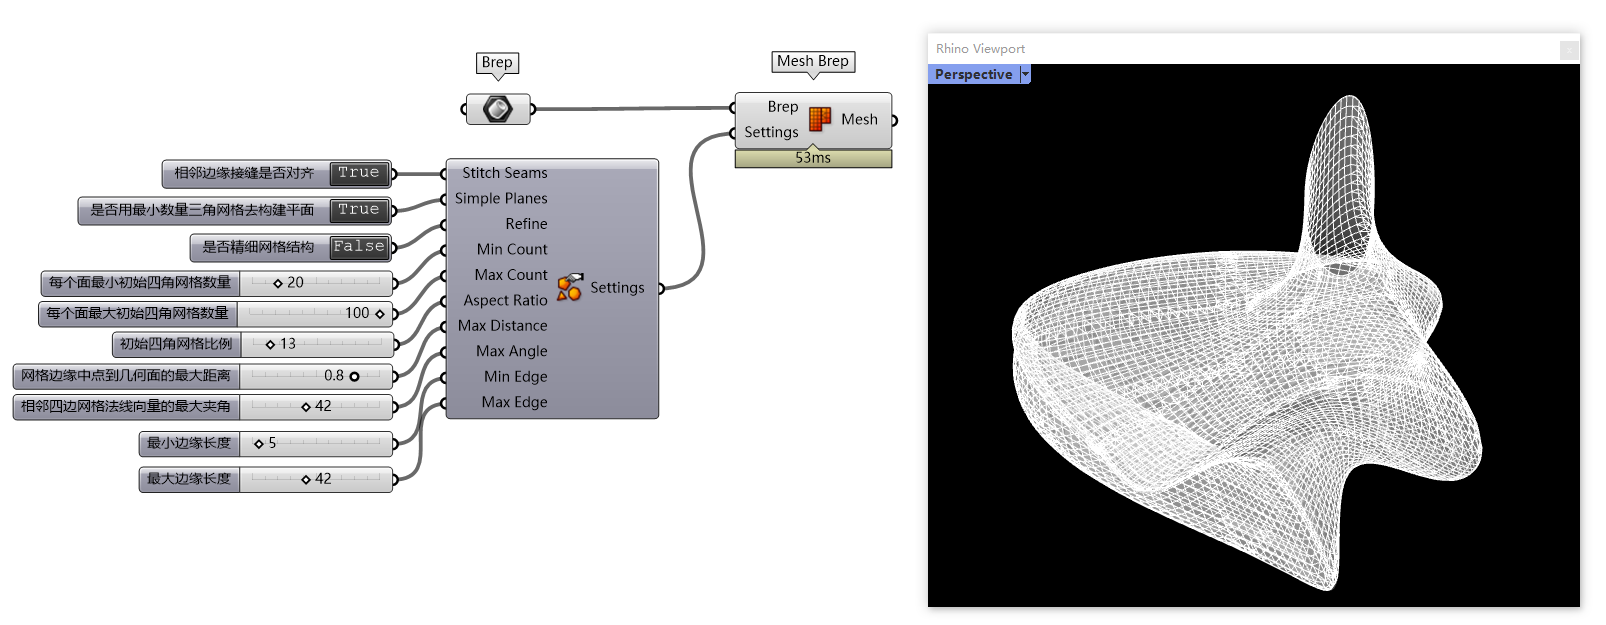 Brep
Mesh Brep
Brep
Settings
Mesh
53ms
相邻边缘接缝是否对齐 True
是否用最小数量三角网格去构建平面 True
是否精细网格结构 False
每个面最小初始四角网格数量 20
每个面最大初始四角网格数量 100
初始四角网格比例 13
网格边缘中点到几何面的最大距离 0.8
相邻四边网格法线向量的最大夹角 42
最小边缘长度 5
最大边缘长度 42
Stitch Seams
Simple Planes
Refine
Min Count
Max Count
Aspect Ratio
Max Distance
Max Angle
Min Edge
Max Edge
Settings
Rhino Viewport
Perspective